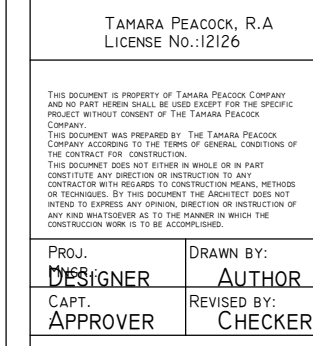 TAMARA PEACOCK, R.A
LICENSE NO.:12126
THIS DOCUMENT IS PROPERTY OF TAMARA PEACOCK COMPANY
AND NO PART HEREIN SHALL BE USED EXCEPT FOR THE SPECIFIC
PROJECT WITHOUT CONSENT OF THE TAMARA PEACOCK
COMPANY.
THIS DOCUMENT WAS PREPARED BY THE TAMARA PEACOCK
COMPANY ACCORDING TO THE TERMS OF GENERAL CONDITIONS OF
THE CONTRACT FOR CONSTRUCTION.
THIS DOCUMNET DOES NOT EITHER IN WHOLE OR IN PART
CONSTITUTE ANY DIRECTION OR INSTRUCTION TO ANY
CONTRACTOR WITH REGARDS TO CONSTRUCTION MEANS, METHODS
OR TECHNIQUES. BY THIS DOCUMENT THE ARCHITECT DOES NOT
INTEND TO EXPRESS ANY OPINION, DIRECTION OR INSTRUCTION OF
ANY KIND WHATSOEVER AS TO THE MANNER IN WHICH THE
CONSTRUCCION WORK IS TO BE ACCOMPLISHED.
PROJ.
MNGR.:
DESIGNER
DRAWN BY:
AUTHOR
CAPT.
:
APPROVER
REVISED BY:
CHECKER